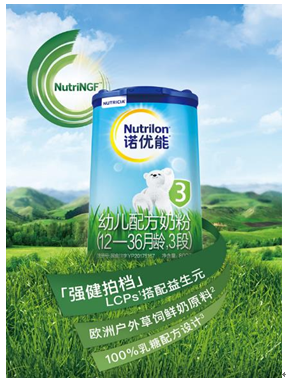 NutriNGF
NUTRICIA
Nutrilon
诺优能
3
幼儿配方奶粉
(12—36月龄,3段)
「强健拍档」
LCPs¹搭配益生元
欧洲户外草饲鲜奶原料²
100%乳糖配方设计³